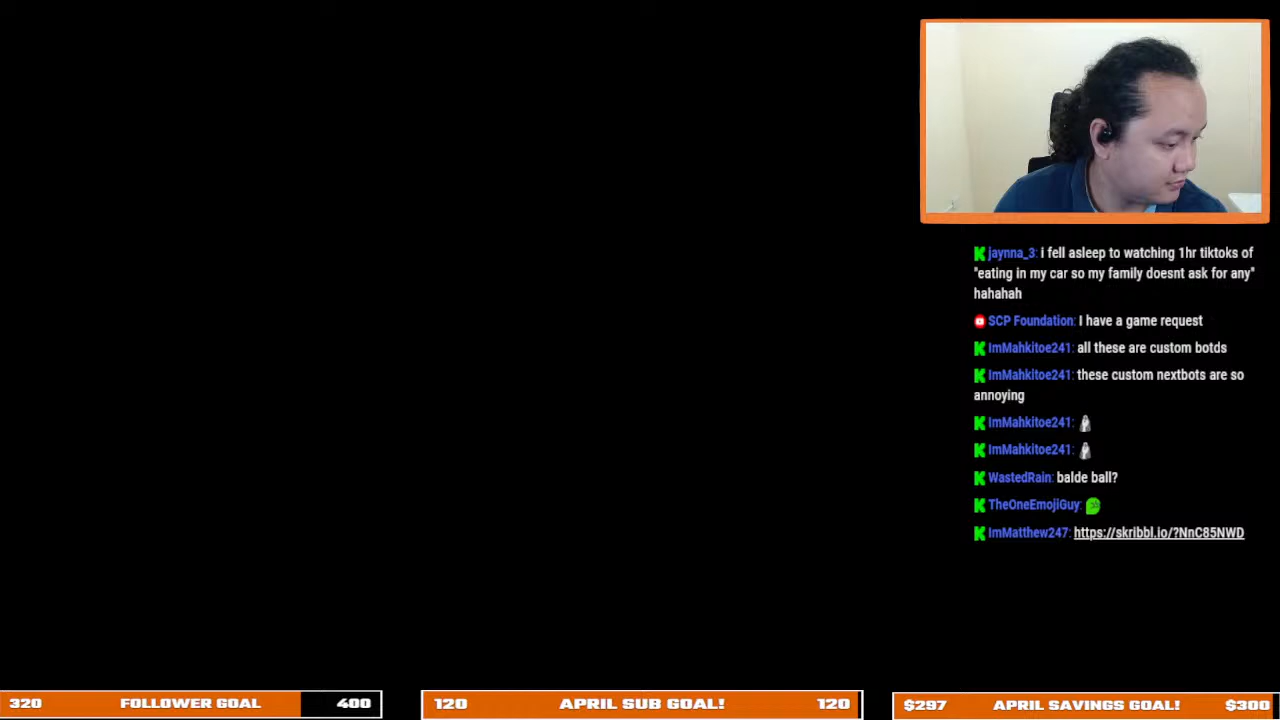 jaynna_3: i fell asleep to watching 1hr tiktoks of
"eating in my car so my family doesnt ask for any"
hahahah
SCP Foundation: I have a game request
ImMahkitoe241: all these are custom botds
ImMahkitoe241: these custom nextbots are so
annoying
ImMahkitoe241:
ImMahkitoe241:
WastedRain: balde ball?
TheOneEmojiGuy:
ImMatthew247: https://skribbl.io/?NnC85NWD
320 FOLLOWER GOAL 400
120 APRIL SUB GOAL! 120
$297 APRIL SAVINGS GOAL! $300